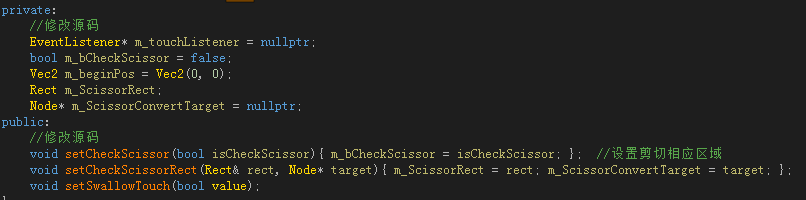 private:
//修改源码
EventListener* m_touchListener = nullptr;
bool m_bCheckScissor = false;
Vec2 m_beginPos = Vec2(0, 0);
Rect m_ScissorRect;
Node* m_ScissorConvertTarget = nullptr;
public:
//修改源码
void setCheckScissor(bool isCheckScissor){ m_bCheckScissor = isCheckScissor; }; //设置剪切相应区域
void setCheckScissorRect(Rect& rect, Node* target){ m_ScissorRect = rect; m_ScissorConvertTarget = target; };
void setSwallowTouch(bool value);